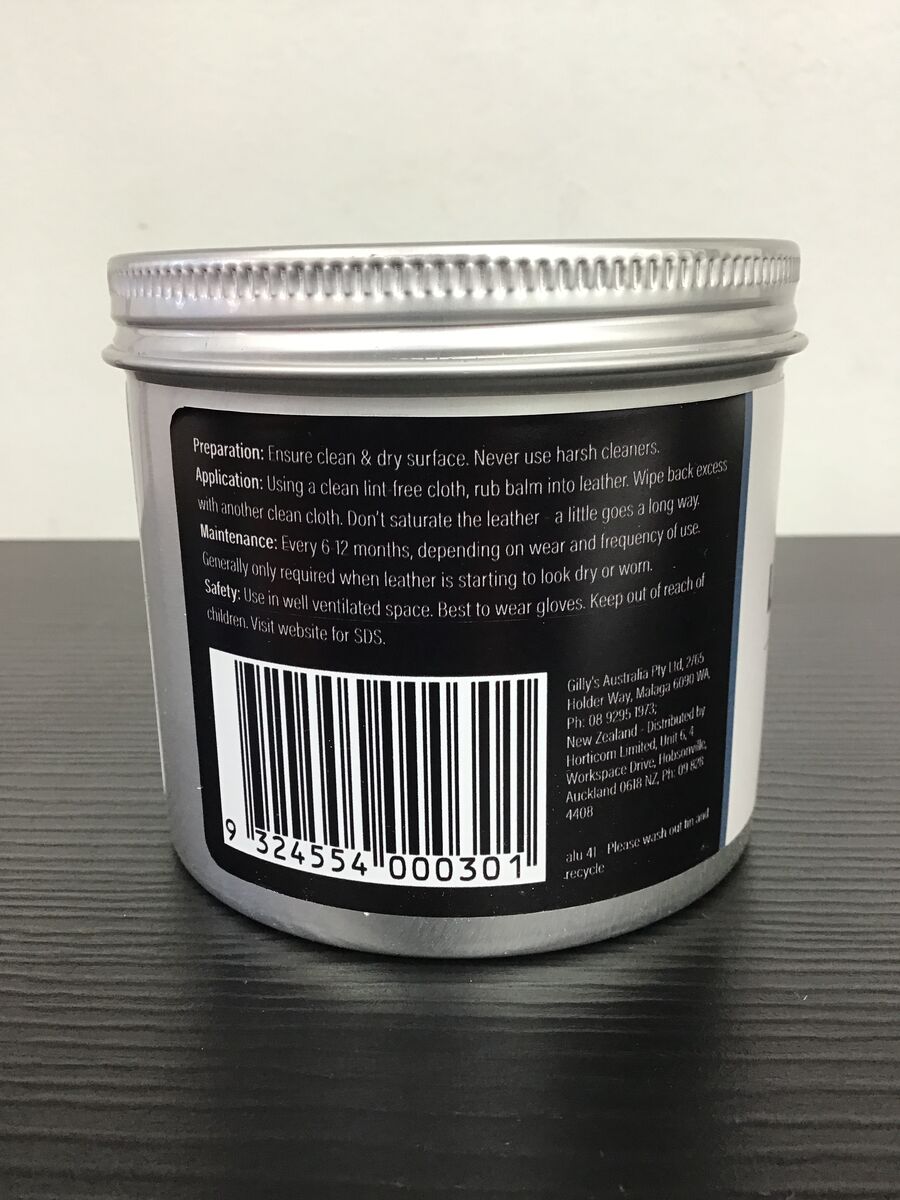 Preparation: Ensure clean & dry surface. Never use harsh cleaners.
Application: Using a clean lint-free cloth, rub balm into leather. Wipe back excess
with another clean cloth. Don't saturate the leather - a little goes a long way.
Maintenance: Every 6-12 months, depending on wear and frequency of use.
Generally only required when leather is starting to look dry or worn.
Safety: Use in well ventilated space. Best to wear gloves. Keep out of reach of
children. Visit website for SDS.
Gilly's Australia Pty Ltd, 2/65
Holder Way, Malaga 6090 WA,
Ph: 08 9295 1973;
New Zealand - Distributed by
Horticom Limited, Unit 6, 4
Workspace Drive, Hobsonville,
Auckland 0618 NZ, Ph: 09 828
4408
alu 41 - Please wash out tin and
recycle
9 324554 000301